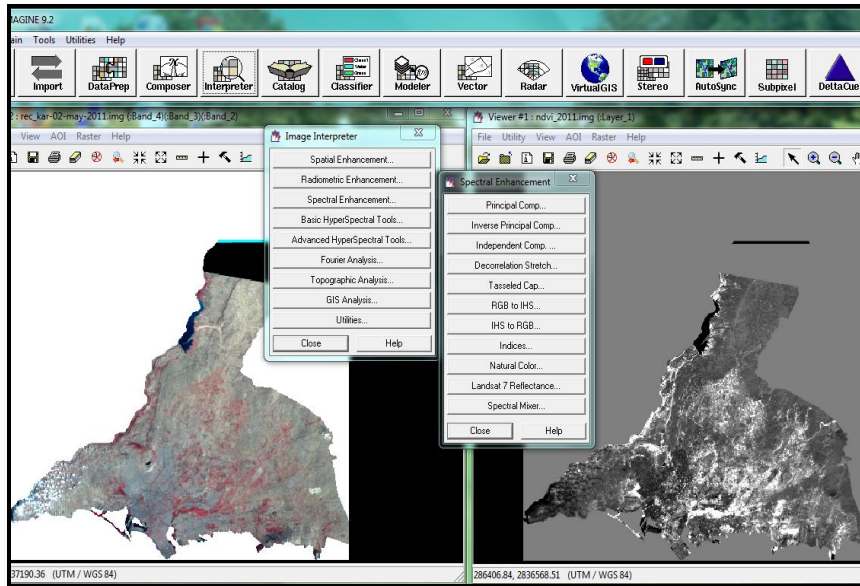 AGINE 9.2
ain Tools Utilities Help
Import DataPrep Composer Interpreter Catalog Classifier Modeler Vector Radar VirtualGIS Stereo AutoSync Subpixel DeltaCue
2 : rec_kar-02-may-2011.img (:Band_4)(:Band_3)(:Band_2)
View AOI Raster Help
Image Interpreter
Spatial Enhancement...
Radiometric Enhancement...
Spectral Enhancement...
Basic HyperSpectral Tools...
Advanced HyperSpectral Tools...
Fourier Analysis...
Topographic Analysis...
GIS Analysis...
Utilities...
Close Help
Viewer #1 : ndvi_2011.img (:Layer_1)
File Utility View AOI Raster Help
Spectral Enhancement
Principal Comp...
Inverse Principal Comp...
Independent Comp. ...
Decorrelation Stretch...
Tasseled Cap...
RGB to IHS...
IHS to RGB...
Indices...
Natural Color...
Landsat 7 Reflectance...
Spectral Mixer...
Close Help
37190.36 (UTM / WGS 84)
286406.84, 2836568.51 (UTM / WGS 84)